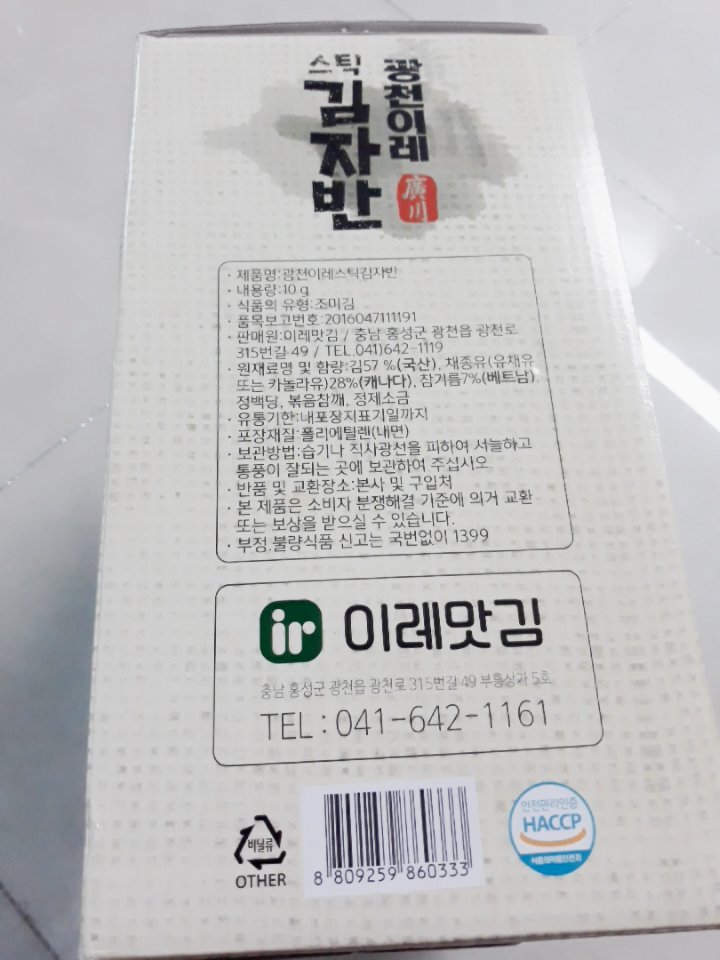 광천이레
스틱
김자반
廣川
· 제품명:광천이레스틱김자반
· 내용량:10 g
· 식품의 유형:조미김
· 품목보고번호:2016047111191
· 판매원:이레맛김 / 충남 홍성군 광천읍 광천로
315번길 49 / TEL.041)642-1119
· 원재료명 및 함량:김57 %(국산), 채종유(유채유
또는 카놀라유)28%(캐나다), 참기름7%(베트남)
정백당, 볶음참깨, 정제소금
· 유통기한:내포장지표기일까지
· 포장재질:폴리에틸렌(내면)
· 보관방법:습기나 직사광선을 피하여 서늘하고
통풍이 잘되는 곳에 보관하여 주십시오
· 반품 및 교환장소:본사 및 구입처
· 본 제품은 소비자 분쟁해결 기준에 의거 교환
또는 보상을 받으실 수 있습니다.
· 부정.불량식품 신고는 국번없이 1399
ir 이레맛김
충남 홍성군 광천읍 광천로 315번길 49 부흥상가 5호
TEL : 041-642-1161
비닐류
OTHER
8 809259 860333
안전관리인증
HACCP
식품의약품안전처